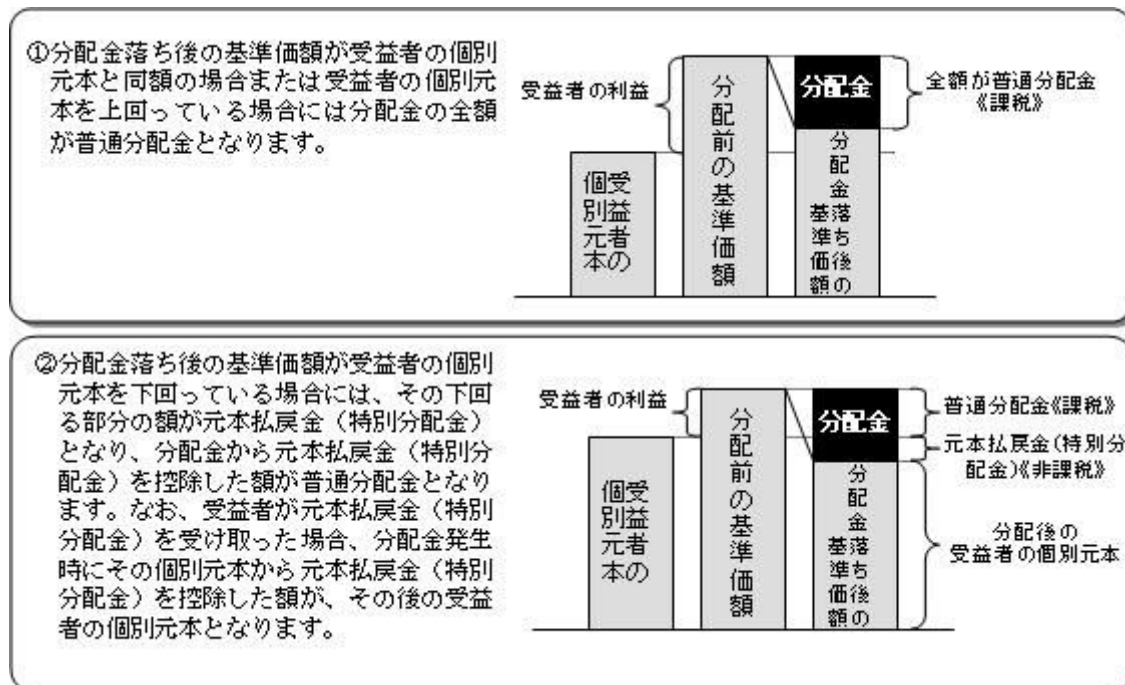 ①分配金落ち後の基準価額が受益者の個別
元本と同額の場合または受益者の個別元
本を上回っている場合には分配金の全額
が普通分配金となります。
受益者の利益
受益者の
個別元本
分配前の基準価額
分配金
分配金落ち後の
基準価額
全額が普通分配金
《課税》
②分配金落ち後の基準価額が受益者の個別
元本を下回っている場合には、その下回
る部分の額が元本払戻金（特別分配金）
となり、分配金から元本払戻金（特別分
配金）を控除した額が普通分配金となり
ます。なお、受益者が元本払戻金（特別
分配金）を受け取った場合、分配金発生
時にその個別元本から元本払戻金（特別
分配金）を控除した額が、その後の受益
者の個別元本となります。
受益者の利益
受益者の
個別元本
分配前の基準価額
分配金
分配金落ち後の
基準価額
普通分配金《課税》
元本払戻金(特別分
配金)《非課税》
分配後の
受益者の個別元本